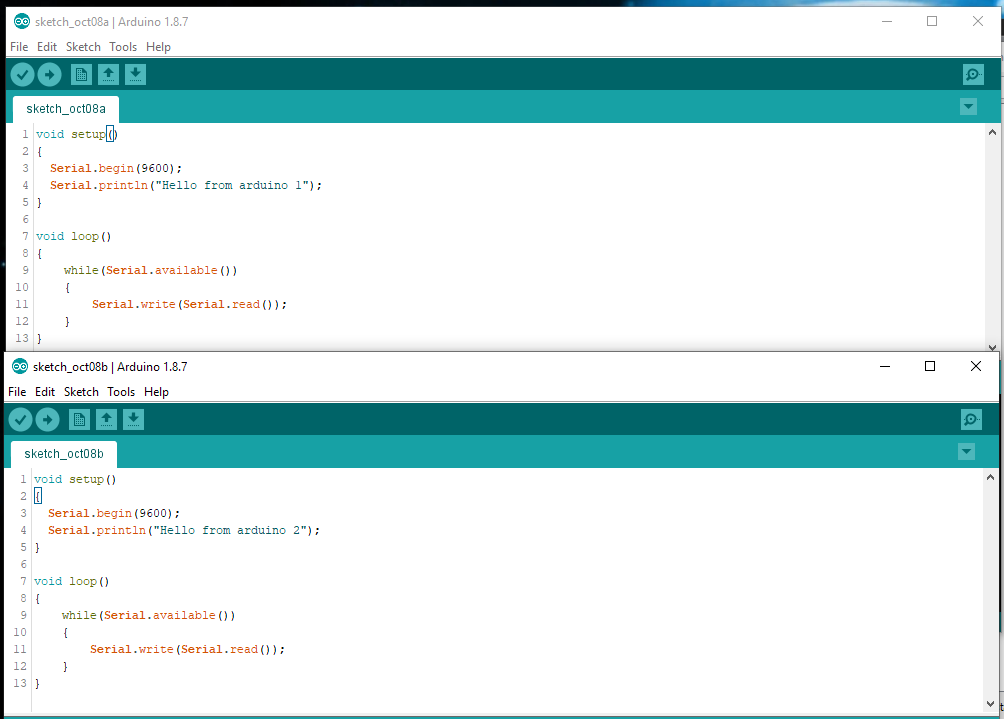 sketch_oct08a | Arduino 1.8.7
File Edit Sketch Tools Help
sketch_oct08a
1 void setup()
2 {
3   Serial.begin(9600);
4   Serial.println("Hello from arduino 1");
5 }
6
7 void loop()
8 {
9     while(Serial.available())
10     {
11         Serial.write(Serial.read());
12     }
13 }
sketch_oct08b | Arduino 1.8.7
File Edit Sketch Tools Help
sketch_oct08b
1 void setup()
2 {
3   Serial.begin(9600);
4   Serial.println("Hello from arduino 2");
5 }
6
7 void loop()
8 {
9     while(Serial.available())
10     {
11         Serial.write(Serial.read());
12     }
13 }